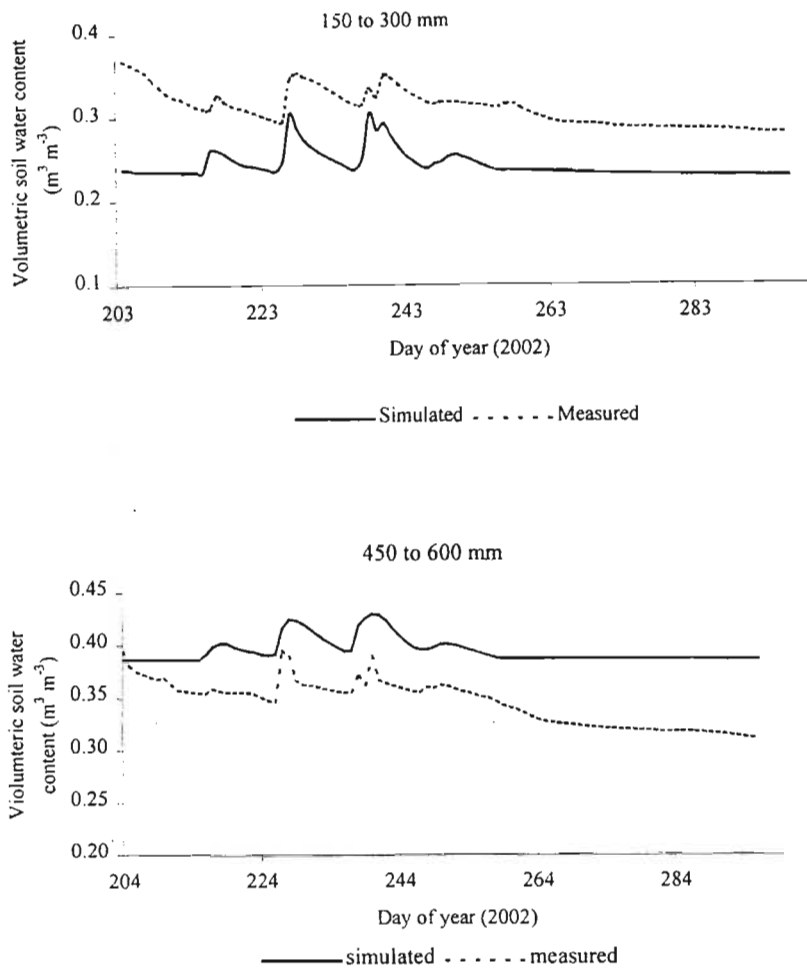 150 to 300 mm
0.4
0.3
0.2
0.1
Volumetric soil water content
(m³ m⁻³)
203 223 243 263 283
Day of year (2002)
Simulated Measured
450 to 600 mm
0.45
0.40
0.35
0.30
0.25
0.20
Violumteric soil water
content (m³ m⁻³)
204 224 244 264 284
Day of year (2002)
simulated measured